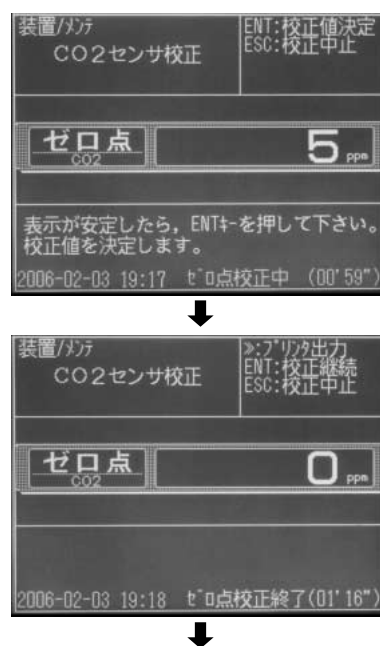 装置/ﾒﾝﾃ
CO2センサ校正
ENT:校正値決定
ESC:校正中止
ゼロ点
CO2
5 ppm
表示が安定したら，ENTｷｰを押して下さい。
校正値を決定します。
2006-02-03 19:17 ｾﾞﾛ点校正中 (00'59")
装置/ﾒﾝﾃ
CO2センサ校正
≫:ﾌﾟﾘﾝﾀ出力
ENT:校正継続
ESC:校正中止
ゼロ点
CO2
0 ppm
2006-02-03 19:18 ｾﾞﾛ点校正終了(01'16")